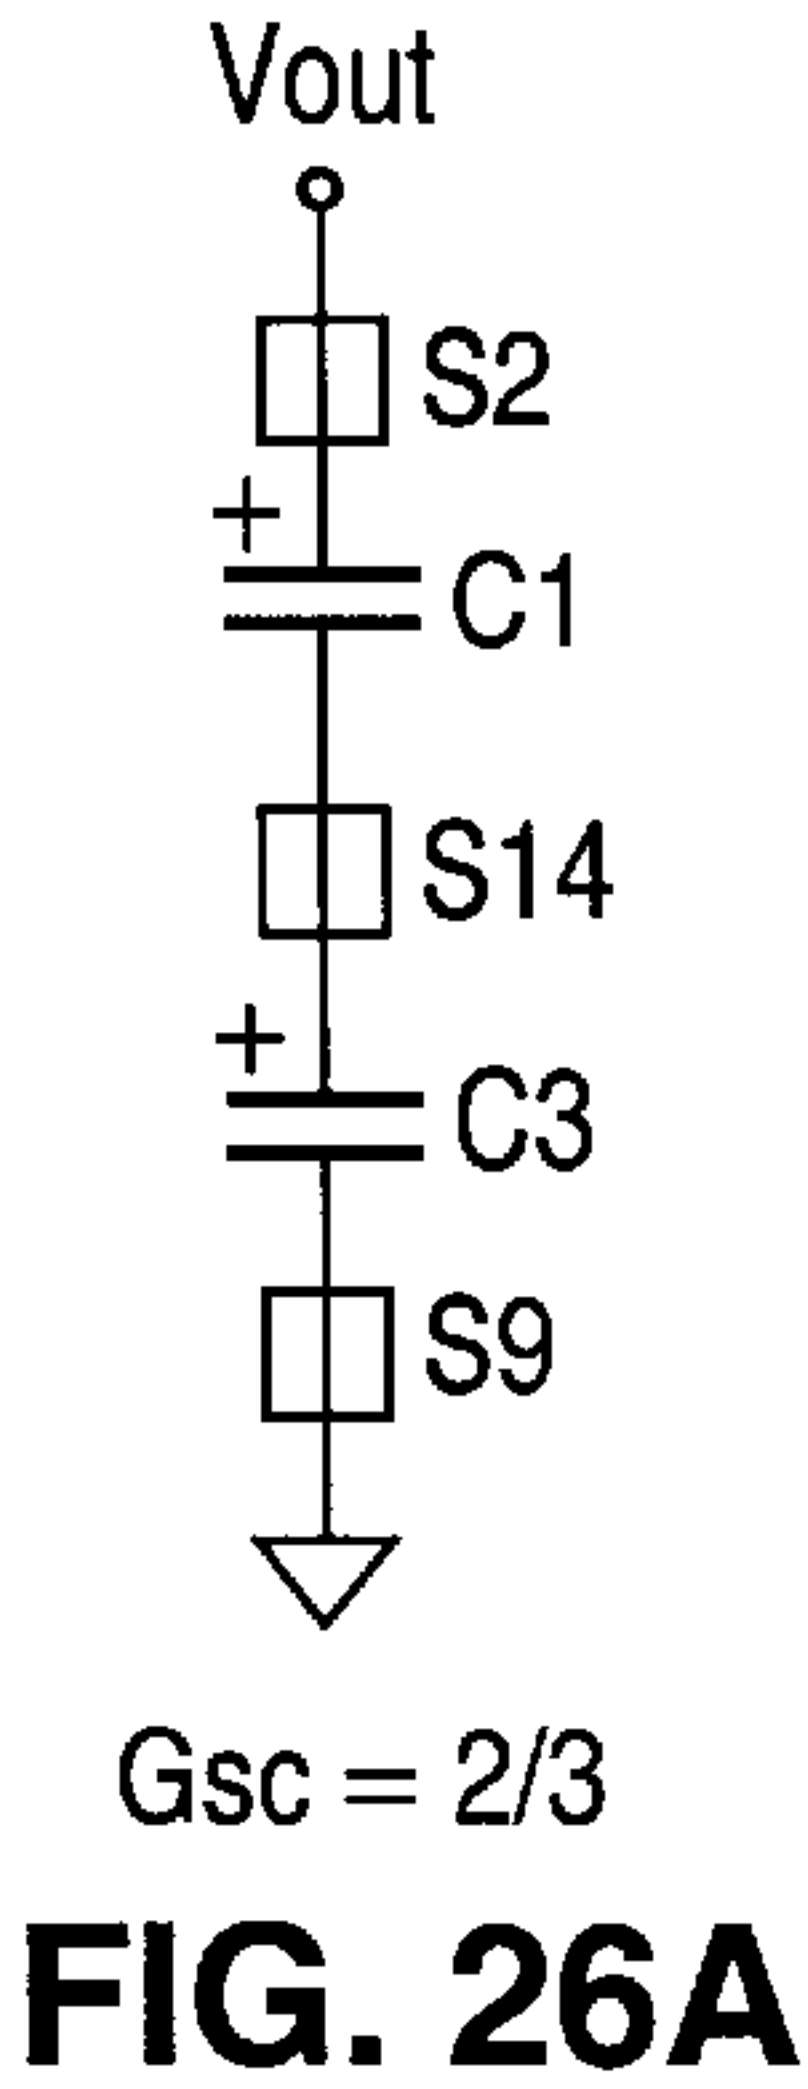 Vout
S2
+
C1
S14
+
C3
S9
Gsc = 2/3
FIG. 26A